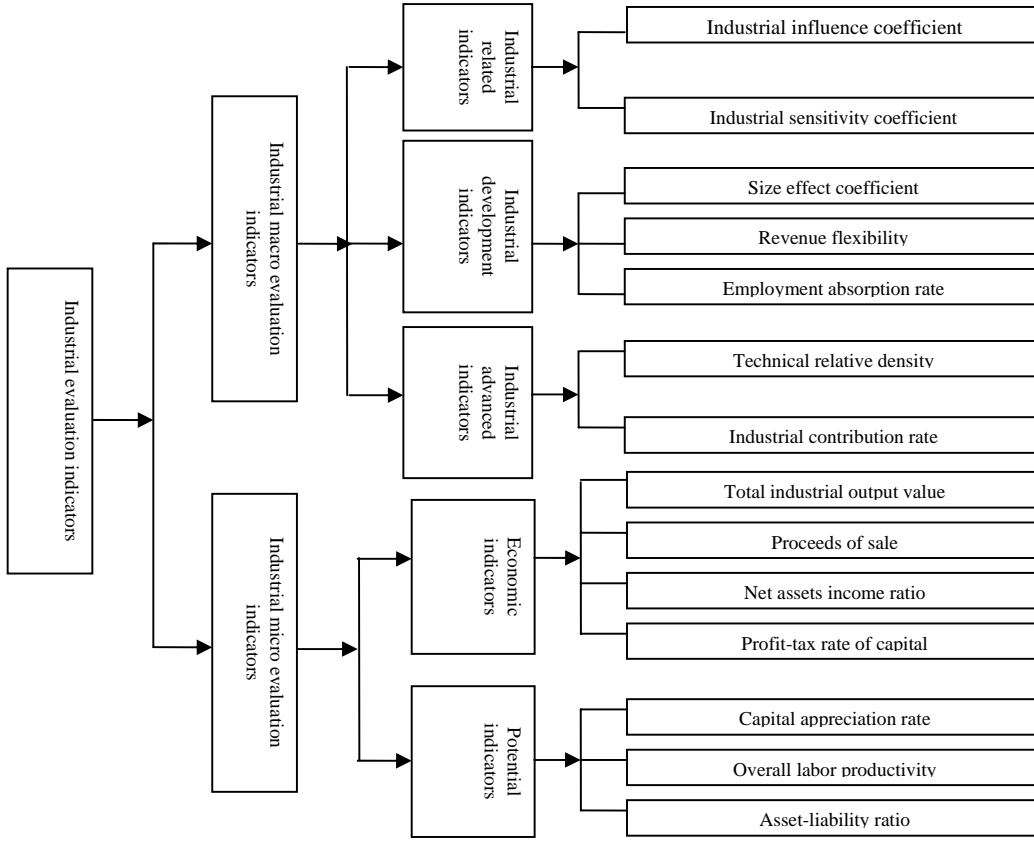 Industrial evaluation indicators
Industrial macro evaluation
indicators
Industrial micro evaluation
indicators
Industrial
related
indicators
Industrial
development
indicators
Industrial
advanced
indicators
Economic
indicators
Potential
indicators
Industrial influence coefficient
Industrial sensitivity coefficient
Size effect coefficient
Revenue flexibility
Employment absorption rate
Technical relative density
Industrial contribution rate
Total industrial output value
Proceeds of sale
Net assets income ratio
Profit-tax rate of capital
Capital appreciation rate
Overall labor productivity
Asset-liability ratio